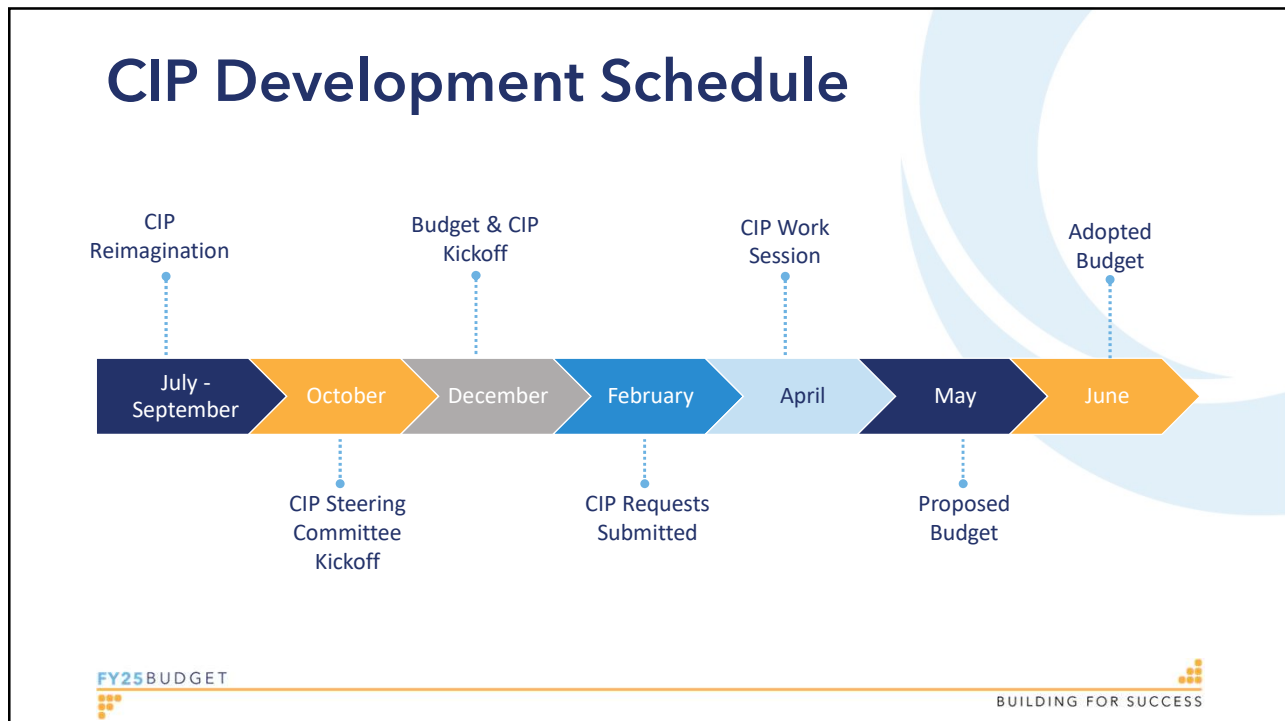 CIP Development Schedule
CIP
Reimagination
Budget & CIP
Kickoff
CIP Work
Session
Adopted
Budget
July -
September
October
December
February
April
May
June
CIP Steering
Committee
Kickoff
CIP Requests
Submitted
Proposed
Budget
FY25BUDGET
BUILDING FOR SUCCESS